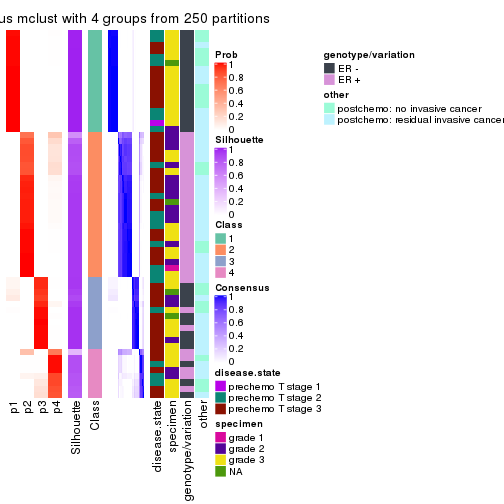 us mclust with 4 groups from 250 partitions
p1
p2
p3
p4
Silhouette
Class
disease.state
specimen
genotype/variation
other
Prob
1
0.8
0.6
0.4
0.2
0
Silhouette
1
0.8
0.6
0.4
0.2
0
Class
1
2
3
4
Consensus
1
0.8
0.6
0.4
0.2
0
disease.state
prechemo T stage 1
prechemo T stage 2
prechemo T stage 3
specimen
grade 1
grade 2
grade 3
NA
genotype/variation
ER -
ER +
other
postchemo: no invasive cancer
postchemo: residual invasive cancer